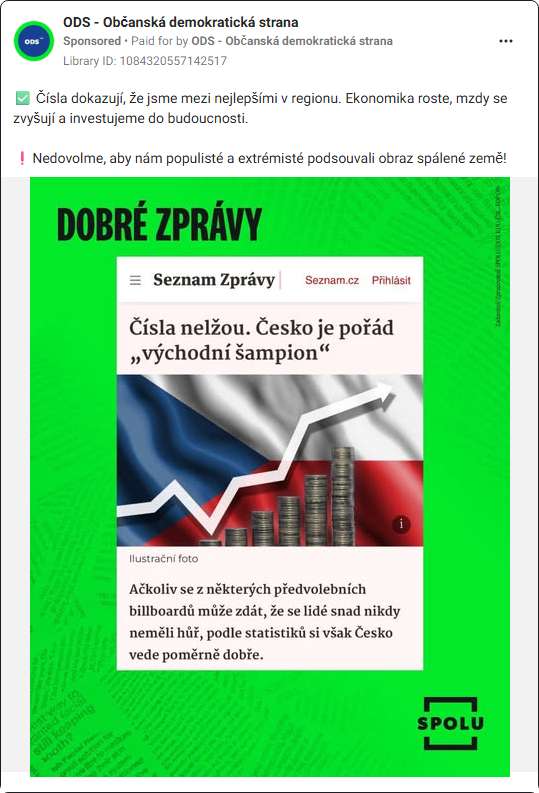 ODS - Občanská demokratická strana
Sponsored • Paid for by ODS - Občanská demokratická strana
Library ID: 1084320557142517
ODS
✅ Čísla dokazují, že jsme mezi nejlepšími v regionu. Ekonomika roste, mzdy se
zvyšují a investujeme do budoucnosti.
❗ Nedovolme, aby nám populisté a extrémisté podsouvali obraz spálené země!
DOBRÉ ZPRÁVY
Seznam Zprávy
Seznam.cz Přihlásit
Čísla nelžou. Česko je pořád
„východní šampion“
i
Ilustrační foto
Ačkoliv se z některých předvolebních
billboardů může zdát, že se lidé snad nikdy
neměli hůř, podle statistiků si však Česko
vede poměrně dobře.
SPOLU